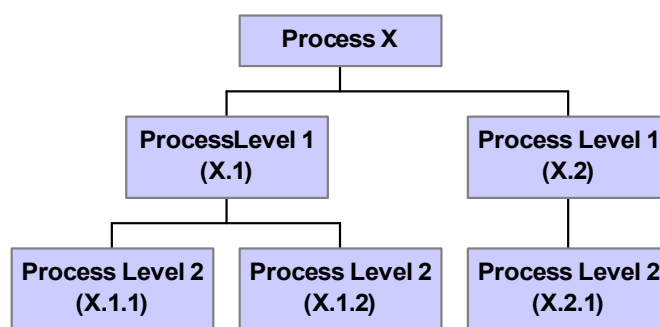 Process X
ProcessLevel 1
(X.1)
Process Level 1
(X.2)
Process Level 2
(X.1.1)
Process Level 2
(X.1.2)
Process Level 2
(X.2.1)